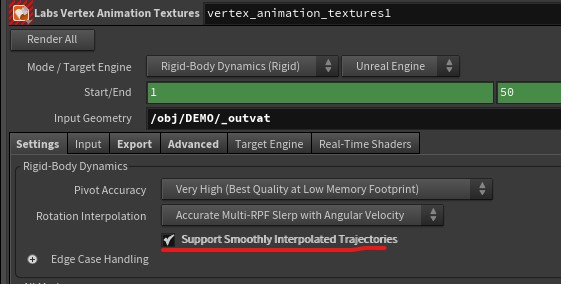 Labs Vertex Animation Textures vertex_animation_textures1
Render All
Mode / Target Engine Rigid-Body Dynamics (Rigid) Unreal Engine
Start/End 1 50
Input Geometry /obj/DEMO/_outvat
Settings Input Export Advanced Target Engine Real-Time Shaders
Rigid-Body Dynamics
Pivot Accuracy Very High (Best Quality at Low Memory Footprint)
Rotation Interpolation Accurate Multi-RPF Slerp with Angular Velocity
Support Smoothly Interpolated Trajectories
Edge Case Handling